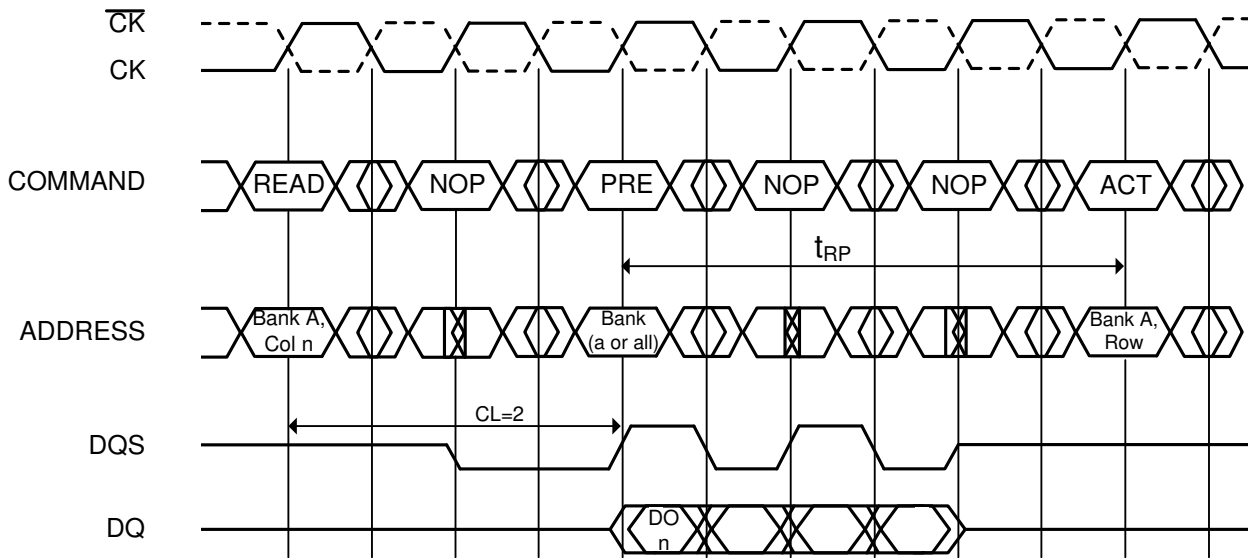 CK
CK
COMMAND READ NOP PRE NOP NOP ACT
tRP
ADDRESS Bank A, Col n Bank (a or all) Bank A, Row
CL=2
DQS
DQ DO n